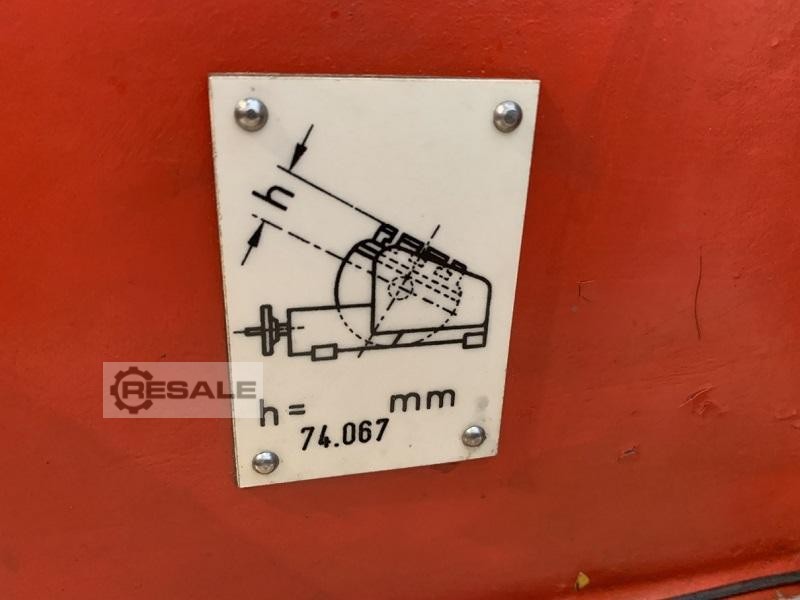 h
RESALE
h = mm
74.067